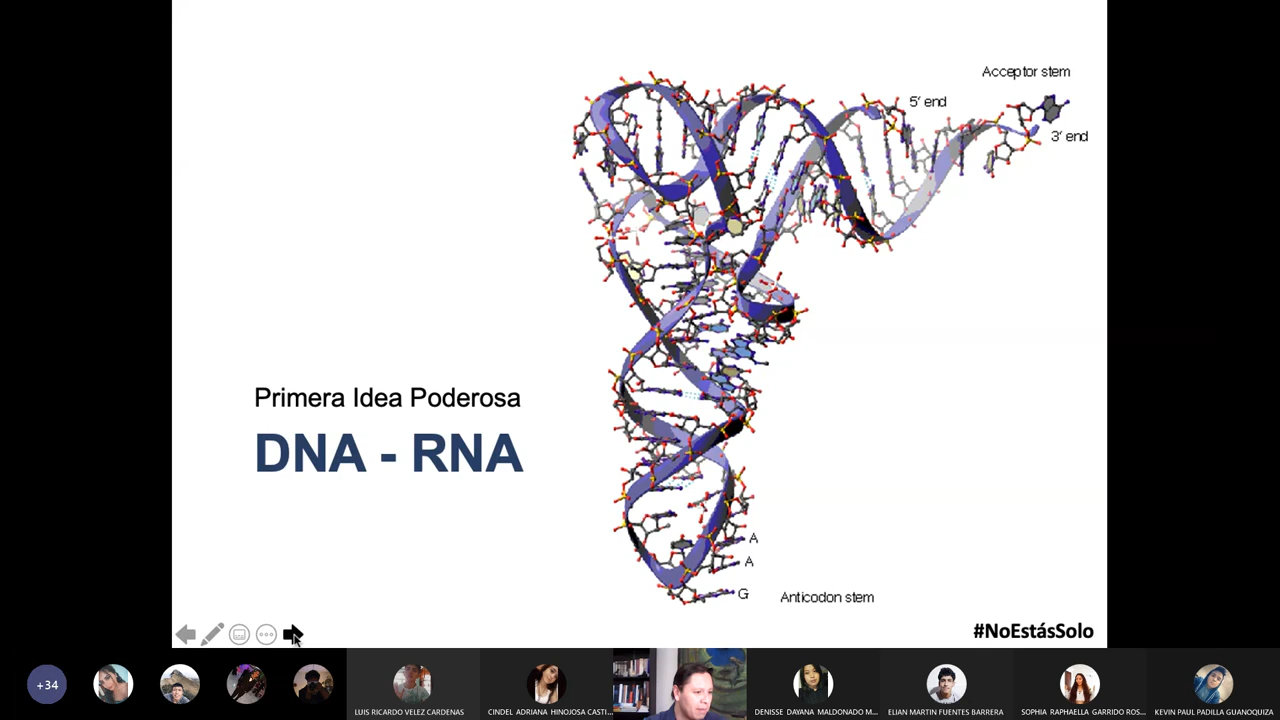 Acceptor stem
5' end
3' end
Primera Idea Poderosa
DNA - RNA
A
A
G
Anticodon stem
#NoEstásSolo
+34
LUIS RICARDO VELEZ CARDENAS
CINDEL ADRIANA HINOJOSA CASTI...
DENISSE DAYANA MALDONADO M...
ELIAN MARTIN FUENTES BARRERA
SOPHIA RAPHAELLA GARRIDO ROS...
KEVIN PAUL PADILLA GUANOQUIZA